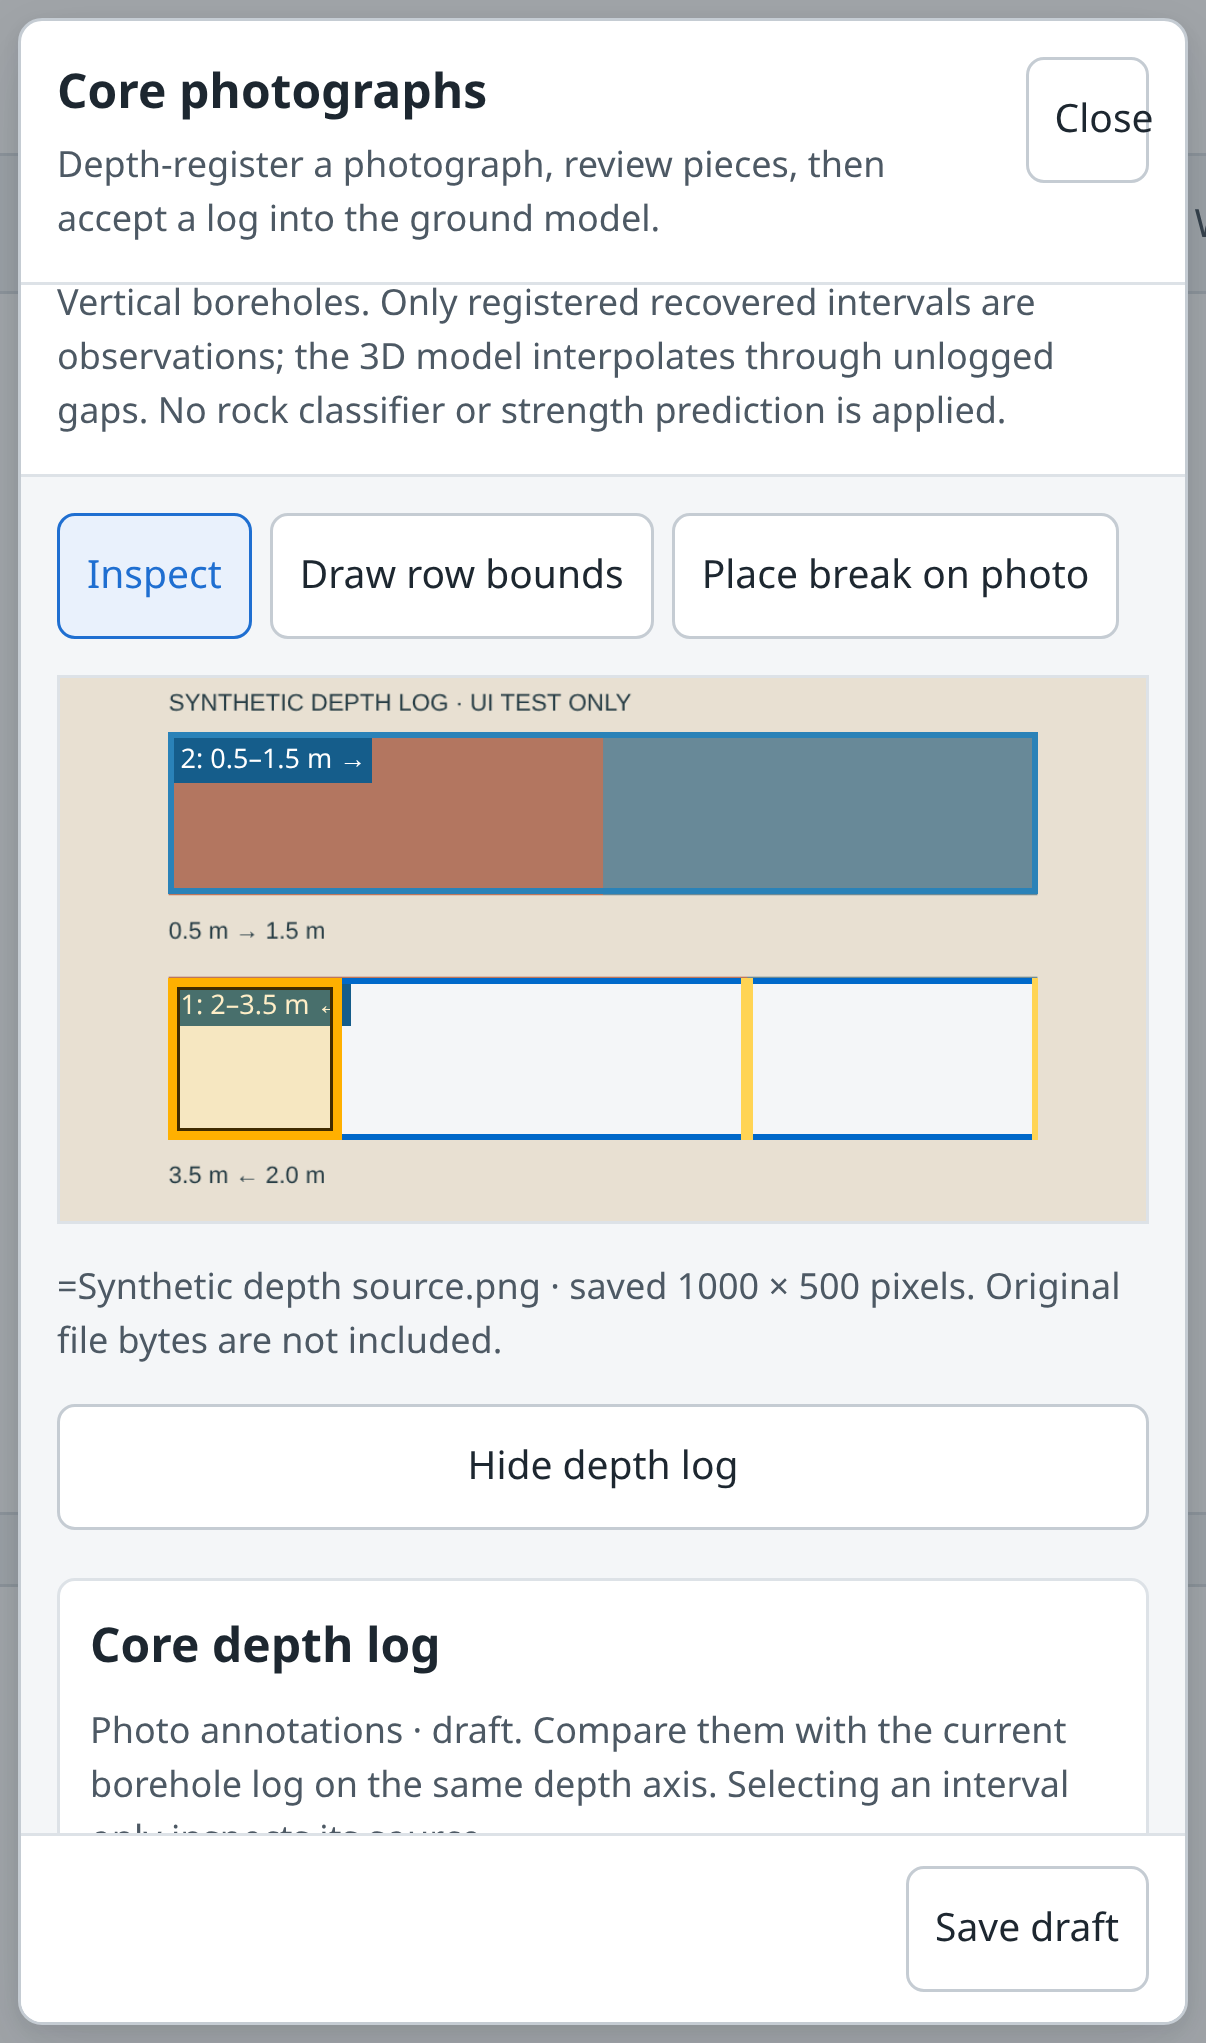 Core photographs
Close
Depth-register a photograph, review pieces, then
accept a log into the ground model.
Vertical boreholes. Only registered recovered intervals are
observations; the 3D model interpolates through unlogged
gaps. No rock classifier or strength prediction is applied.
Inspect
Draw row bounds
Place break on photo
SYNTHETIC DEPTH LOG · UI TEST ONLY
2: 0.5–1.5 m →
0.5 m → 1.5 m
1: 2–3.5 m ←
3.5 m ← 2.0 m
=Synthetic depth source.png · saved 1000 × 500 pixels. Original
file bytes are not included.
Hide depth log
Core depth log
Photo annotations · draft. Compare them with the current
borehole log on the same depth axis. Selecting an interval
only inspects its source
Save draft